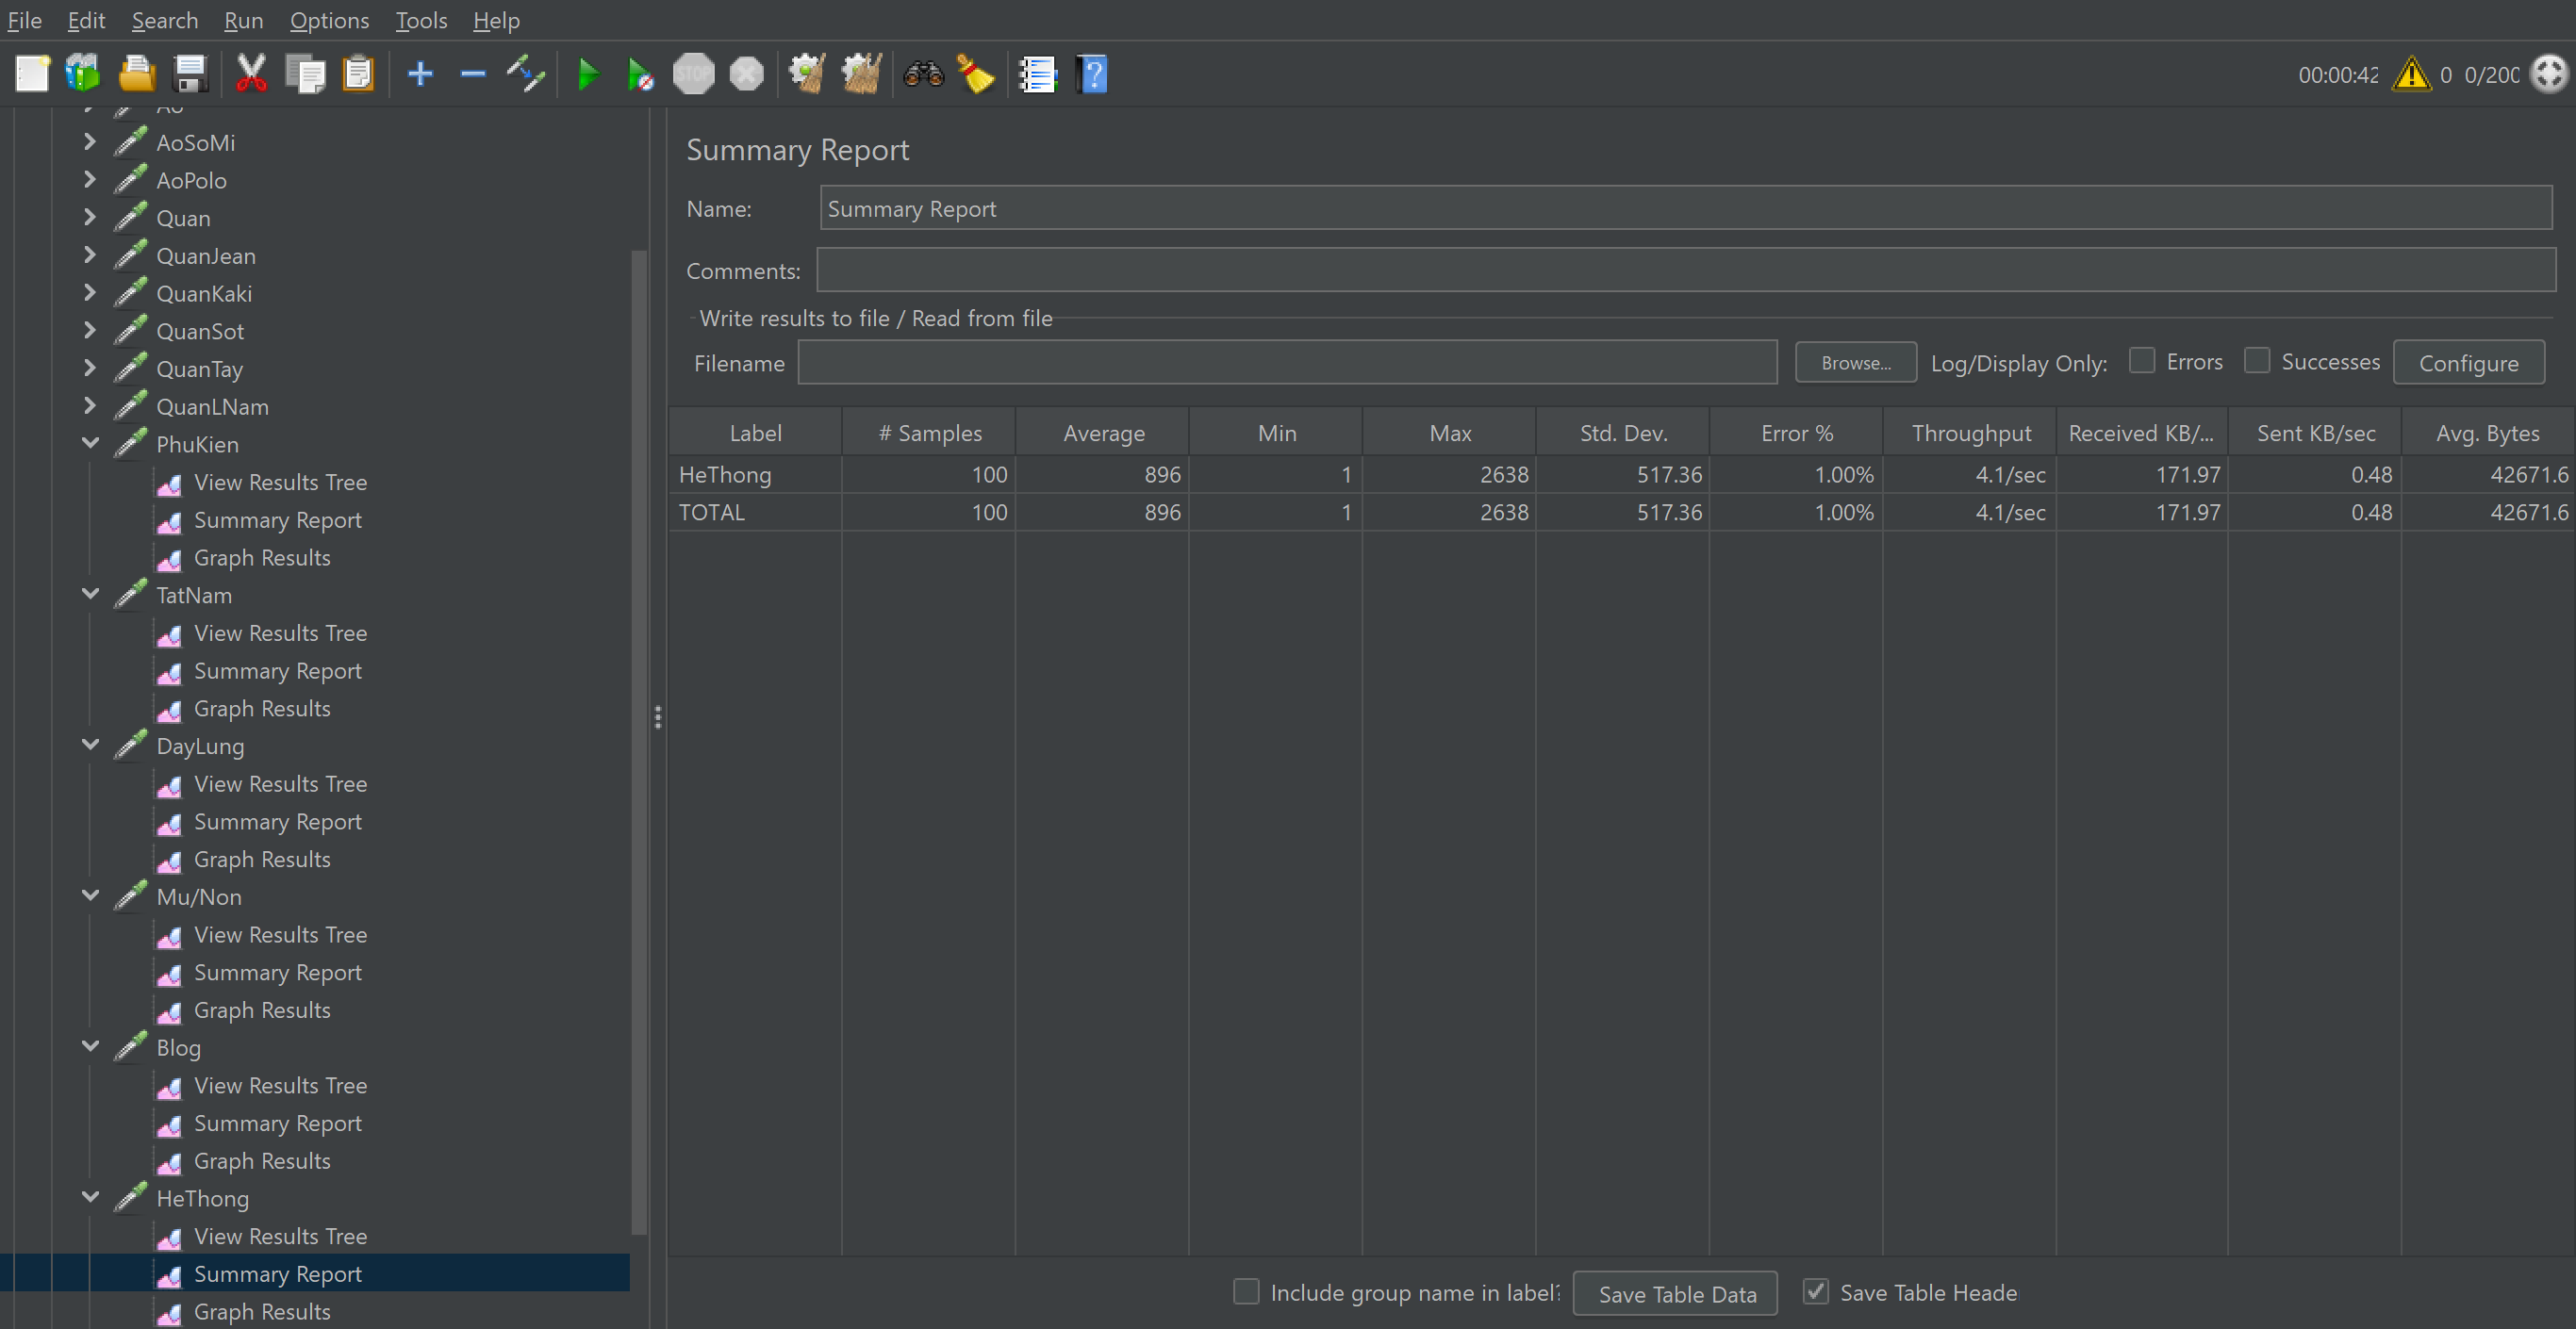 File Edit Search Run Options Tools Help
STOP
00:00:42 0 0/200
AoSoMi
AoPolo
Quan
QuanJean
QuanKaki
QuanSot
QuanTay
QuanLNam
PhuKien
View Results Tree
Summary Report
Graph Results
TatNam
View Results Tree
Summary Report
Graph Results
DayLung
View Results Tree
Summary Report
Graph Results
Mu/Non
View Results Tree
Summary Report
Graph Results
Blog
View Results Tree
Summary Report
Graph Results
HeThong
View Results Tree
Summary Report
Graph Results
Summary Report
Name: Summary Report
Comments:
Write results to file / Read from file
Filename Browse... Log/Display Only: Errors Successes Configure
Label # Samples Average Min Max Std. Dev. Error % Throughput Received KB/... Sent KB/sec Avg. Bytes
HeThong 100 896 1 2638 517.36 1.00% 4.1/sec 171.97 0.48 42671.6
TOTAL 100 896 1 2638 517.36 1.00% 4.1/sec 171.97 0.48 42671.6
Include group name in label? Save Table Data Save Table Heade